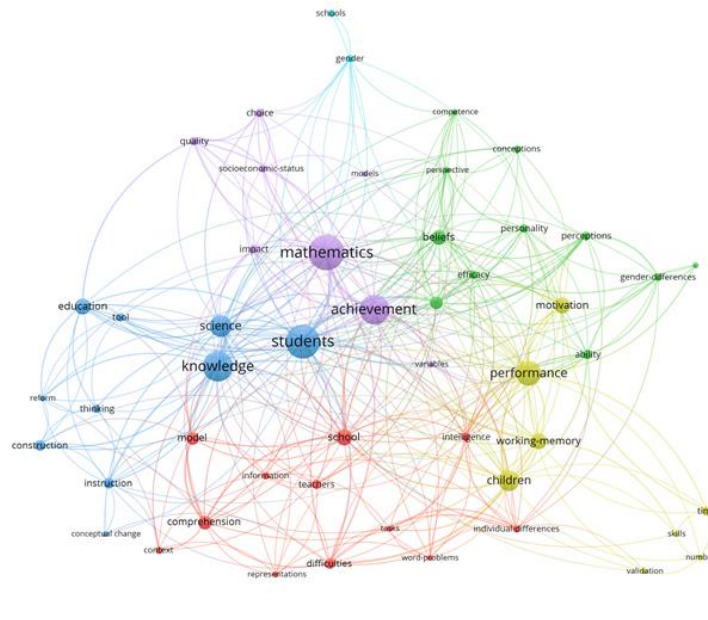 schools
gender
choice
competence
quality
conceptions
socioeconomic-status
models
perspective
personality
beliefs
perceptions
impact
mathematics
efficacy
gender-differences
education
achievement
motivation
tool
science
students
ability
knowledge
variables
performance
reform
thinking
model
school
intelligence
working-memory
construction
information
teachers
children
instruction
comprehension
tasks
individual differences
conceptual change
skills
context
difficulties
word-problems
representations
validation